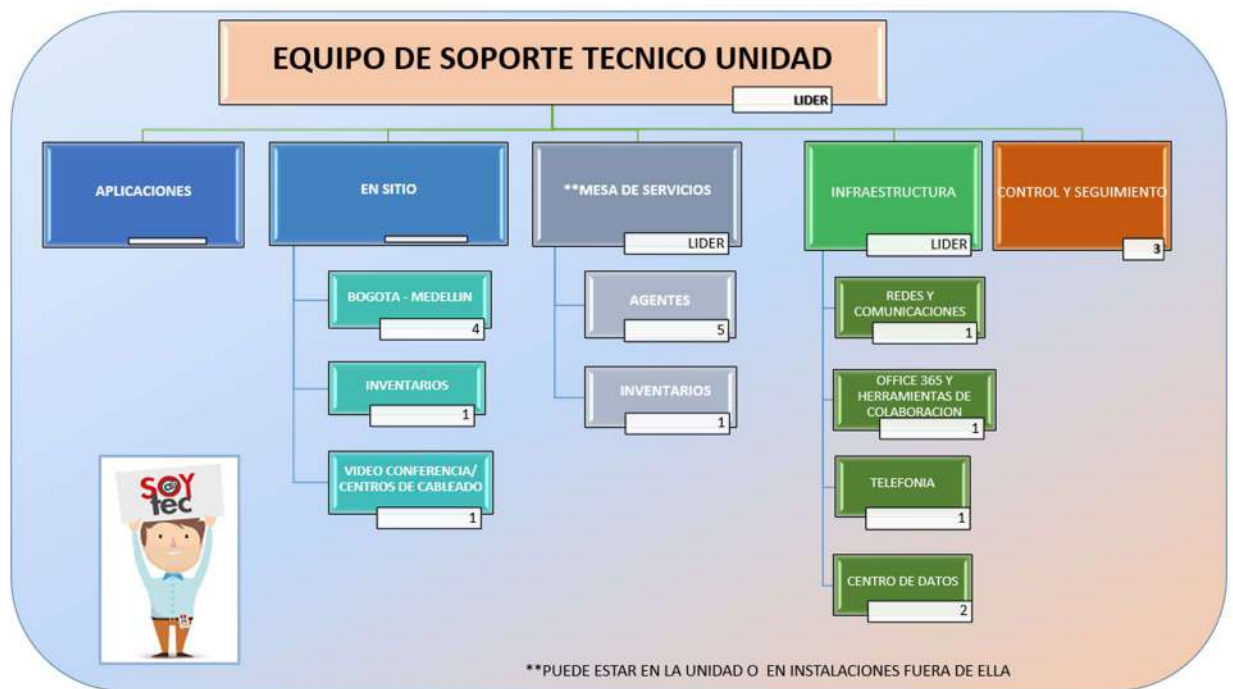 EQUIPO DE SOPORTE TECNICO UNIDAD
LIDER
APLICACIONES
EN SITIO
**MESA DE SERVICIOS
LIDER
INFRAESTRUCTURA
LIDER
CONTROL Y SEGUIMIENTO
3
BOGOTA - MEDELLIN
4
INVENTARIOS
1
VIDEO CONFERENCIA/
CENTROS DE CABLEADO
1
AGENTES
5
INVENTARIOS
1
REDES Y
COMUNICACIONES
1
OFFICE 365 Y
HERRAMIENTAS DE
COLABORACION
1
TELEFONIA
1
CENTRO DE DATOS
2
SOY
tec
**PUEDE ESTAR EN LA UNIDAD O EN INSTALACIONES FUERA DE ELLA